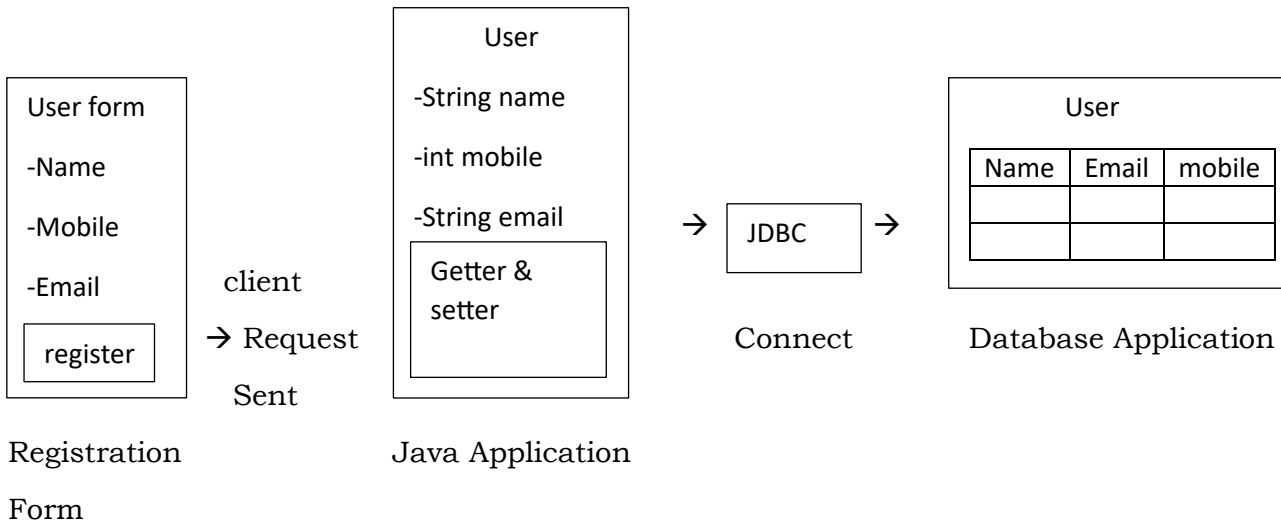 User form
-Name
-Mobile
-Email
register
Registration
Form
client
→ Request
Sent
User
-String name
-int mobile
-String email
Getter &
setter
Java Application
→
JDBC
→
Connect
User
Name Email mobile
Database Application